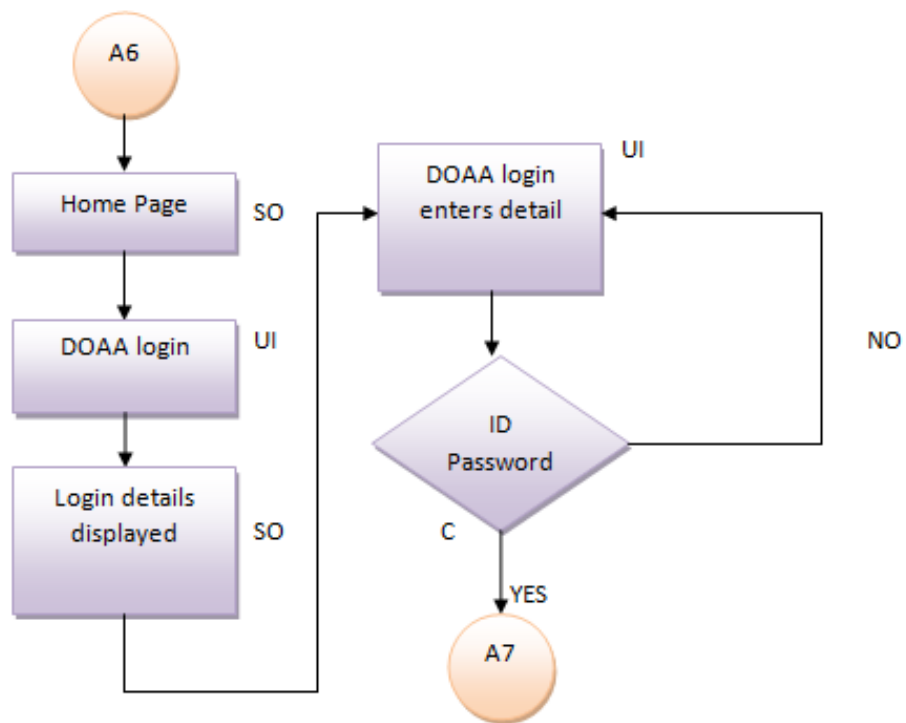 A6
Home Page
SO
DOAA login
UI
Login details
displayed
SO
DOAA login
enters detail
UI
NO
ID
Password
C
YES
A7